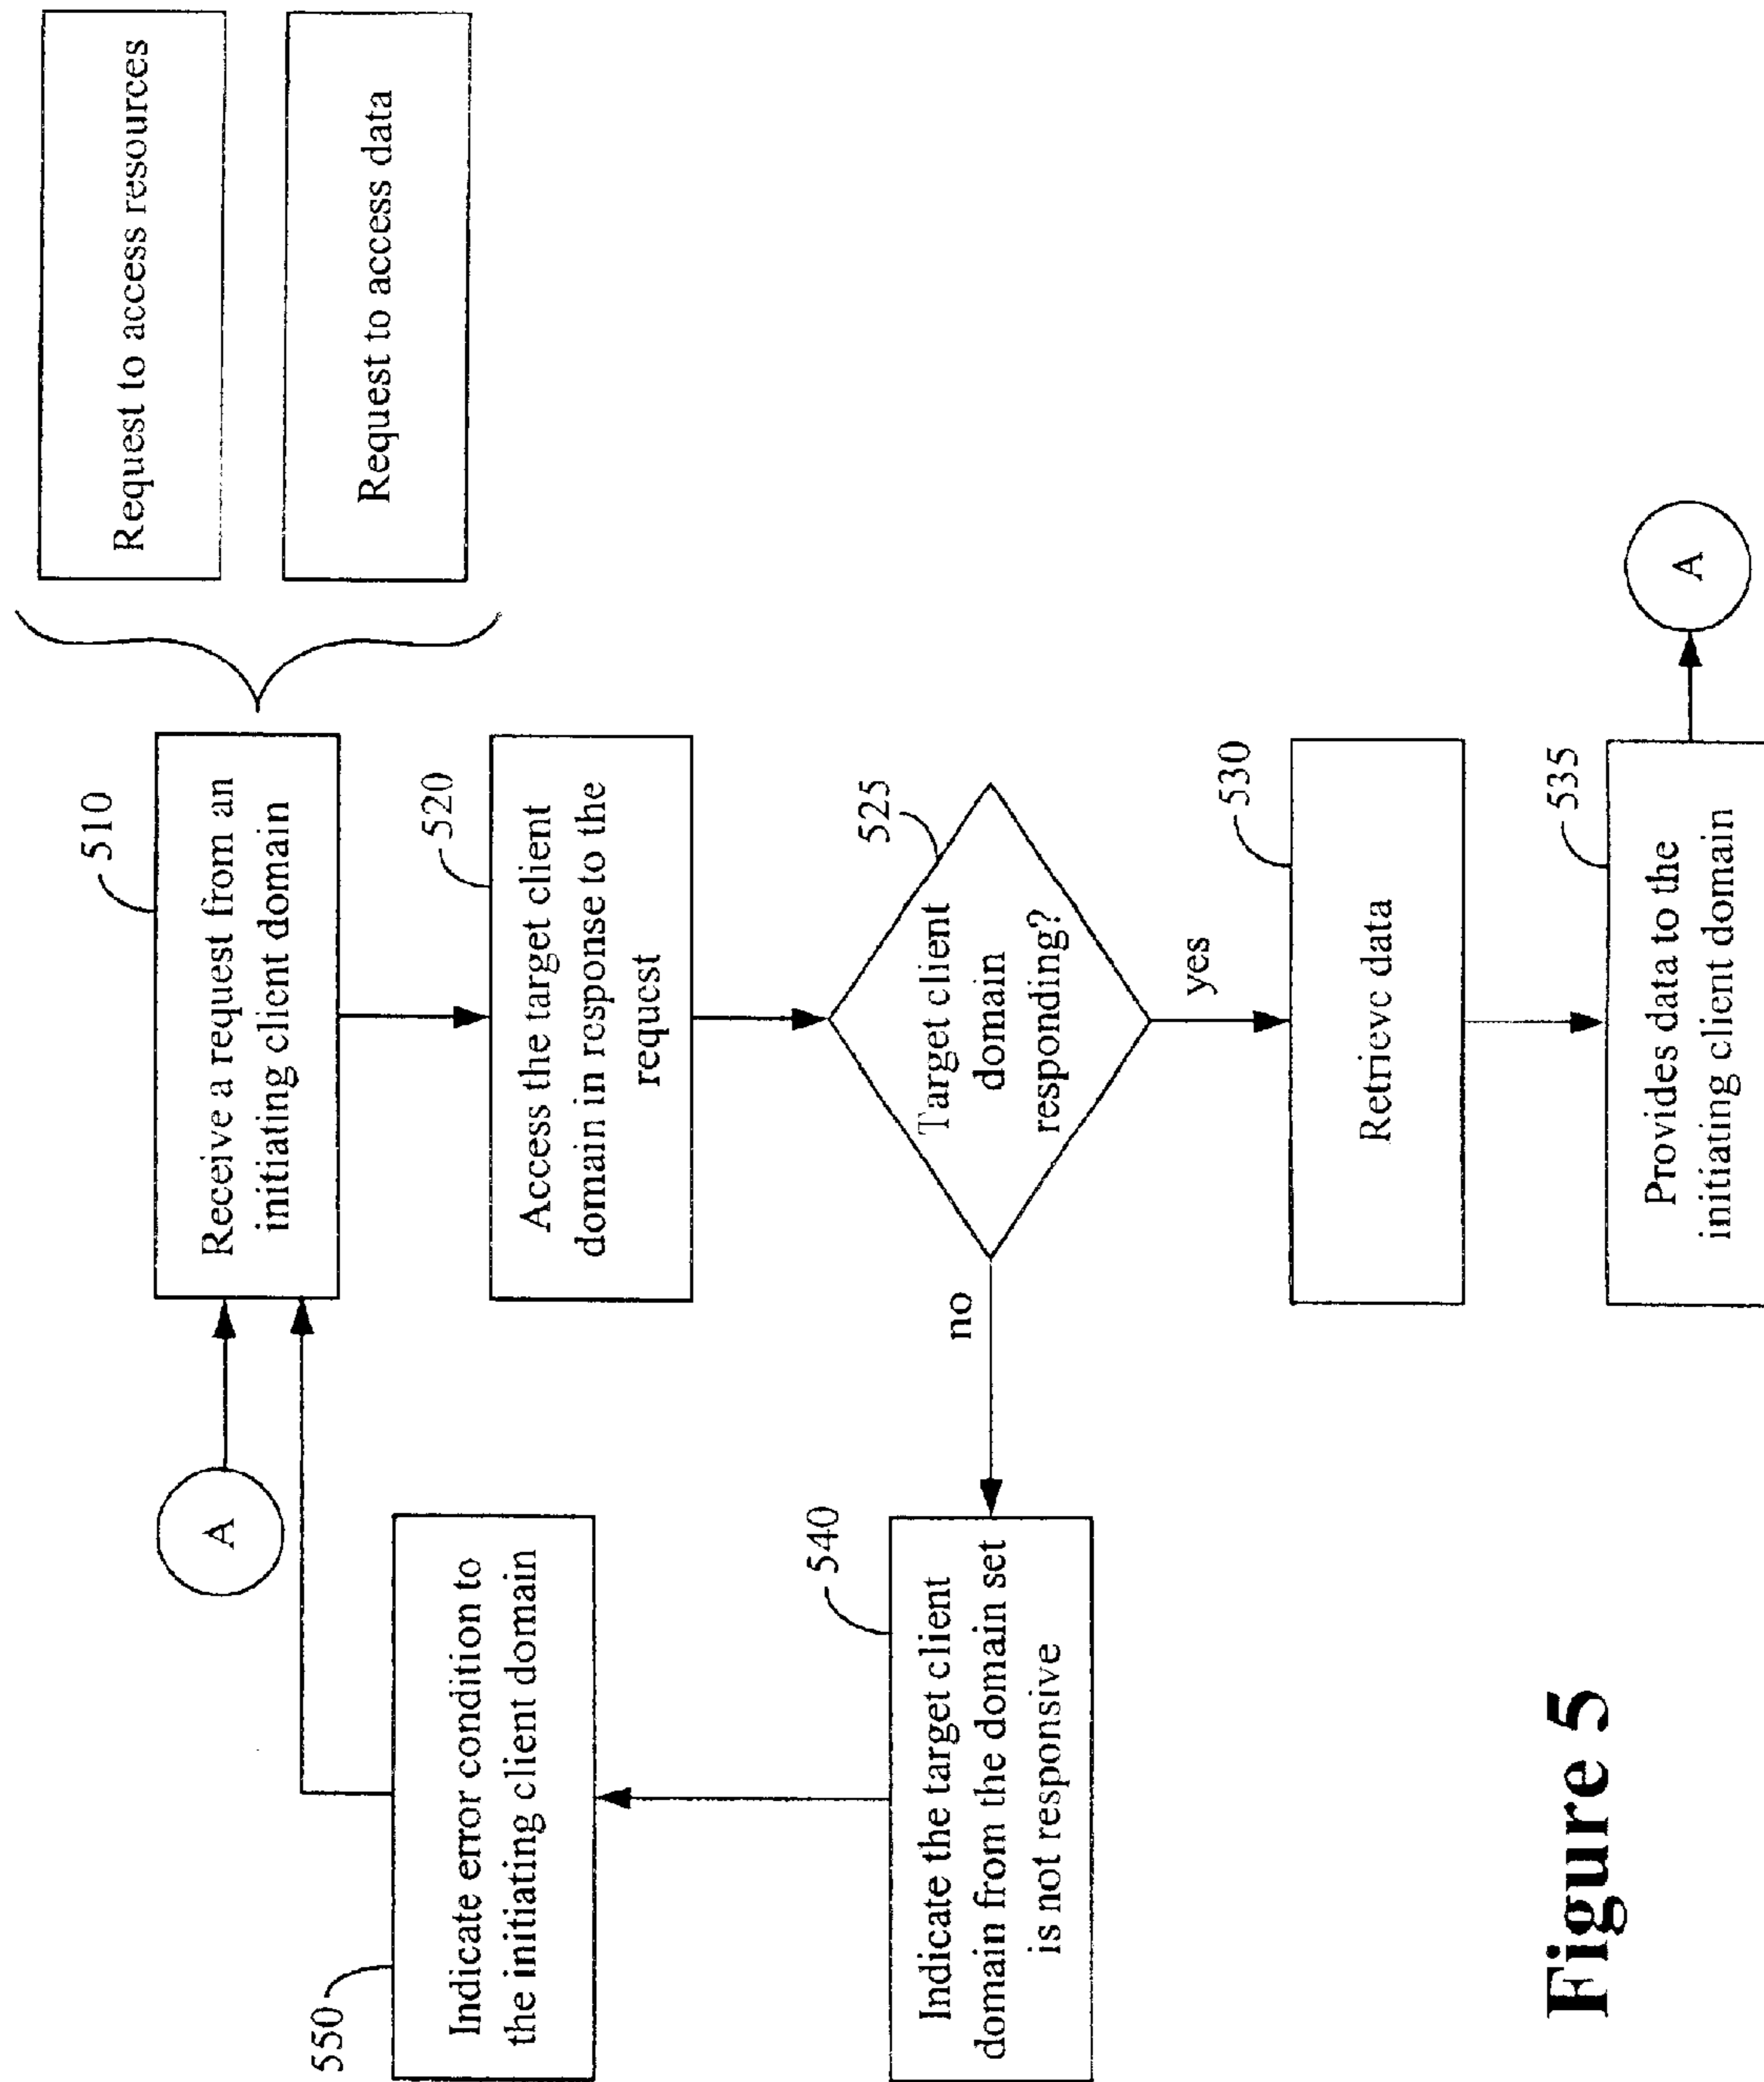 510
Receive a request from an
initiating client domain
Request to access resources
Request to access data
A
520
Access the target client
domain in response to the
request
550
Indicate error condition to
the initiating client domain
525
Target client
domain
responding?
no
yes
540
Indicate the target client
domain from the domain set
is not responsive
530
Retrieve data
535
Provides data to the
initiating client domain
A
Figure 5